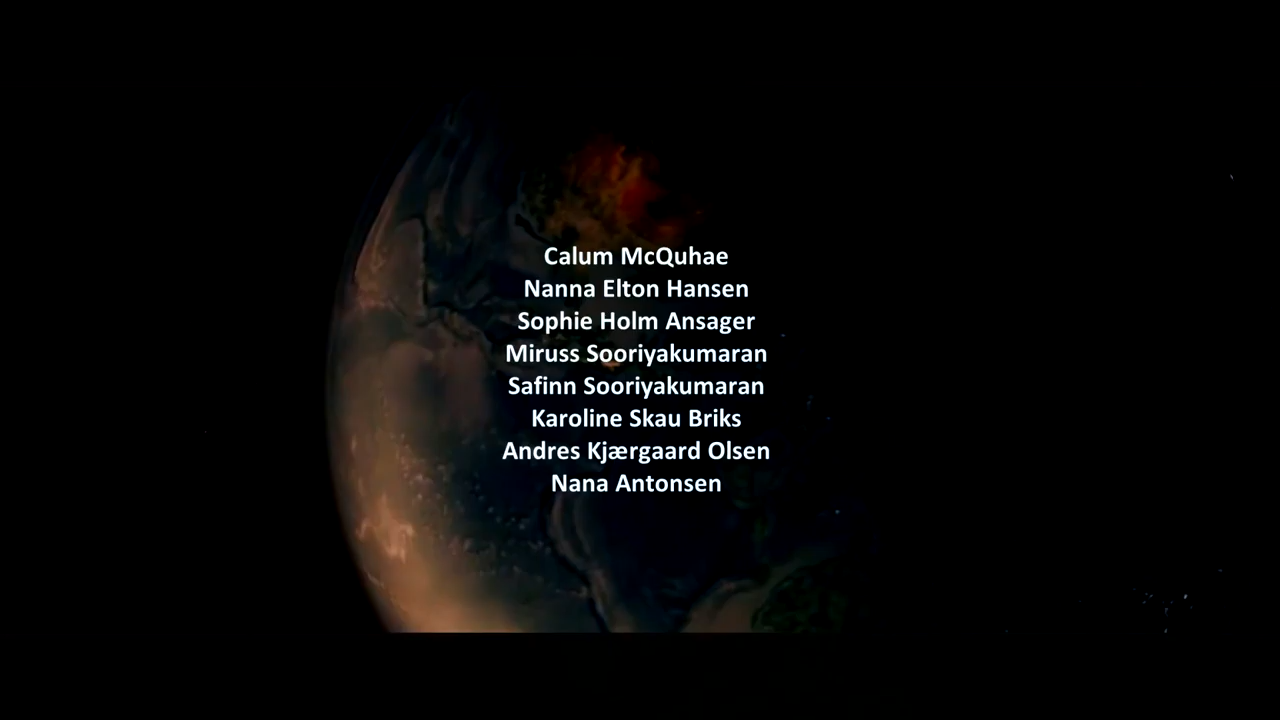 Calum McQuhae
Nanna Elton Hansen
Sophie Holm Ansager
Miruss Sooriyakumaran
Safinn Sooriyakumaran
Karoline Skau Briks
Andres Kjærgaard Olsen
Nana Antonsen